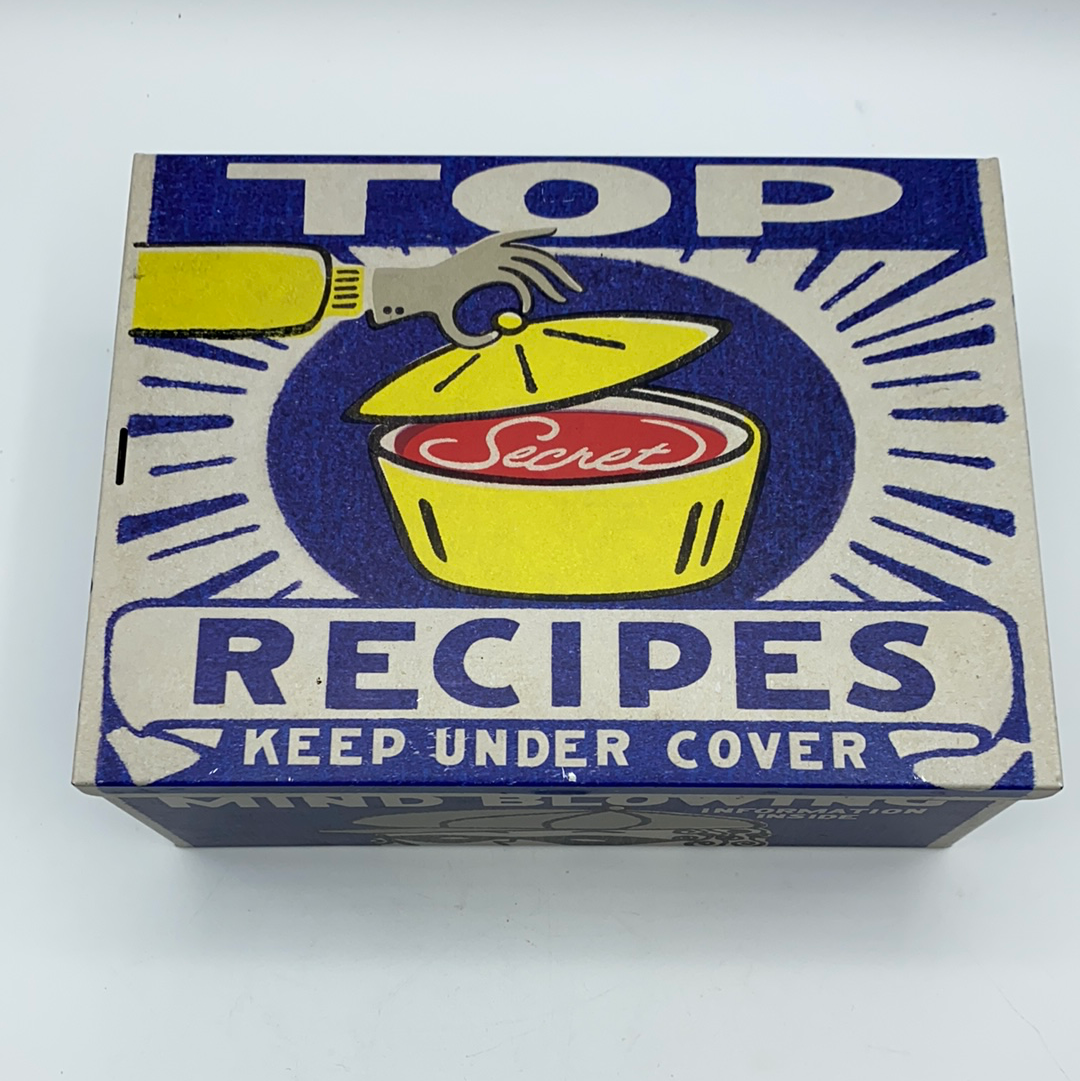 TOP
Secret
RECIPES
KEEP UNDER COVER
MIND BLOWING
INFORMATION
INSIDE